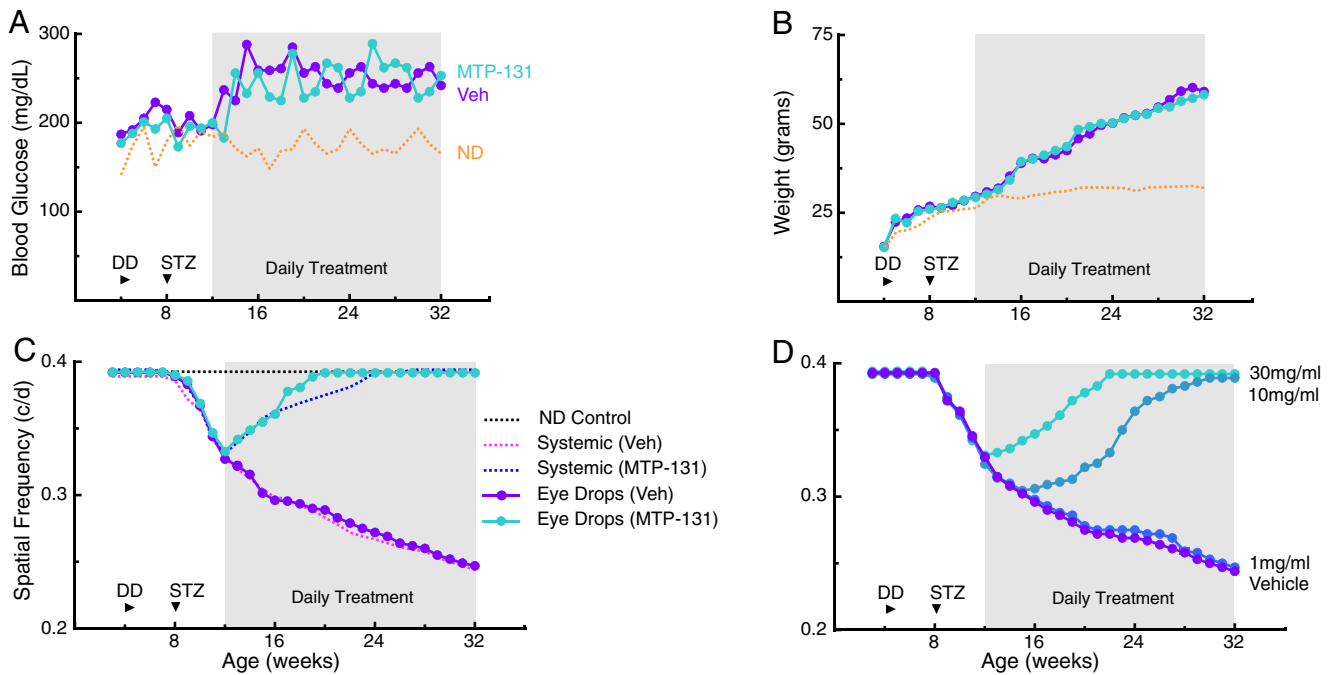 A
Blood Glucose (mg/dL)
300
200
100
8
16
24
32
DD
STZ
Daily Treatment
MTP-131
Veh
ND
B
Weight (grams)
75
50
25
8
16
24
32
DD
STZ
Daily Treatment
C
Spatial Frequency (c/d)
0.4
0.3
0.2
8
16
24
32
Age (weeks)
DD
STZ
Daily Treatment
ND Control
Systemic (Veh)
Systemic (MTP-131)
Eye Drops (Veh)
Eye Drops (MTP-131)
D
0.4
0.3
0.2
8
16
24
32
Age (weeks)
DD
STZ
Daily Treatment
30mg/ml
10mg/ml
1mg/ml
Vehicle